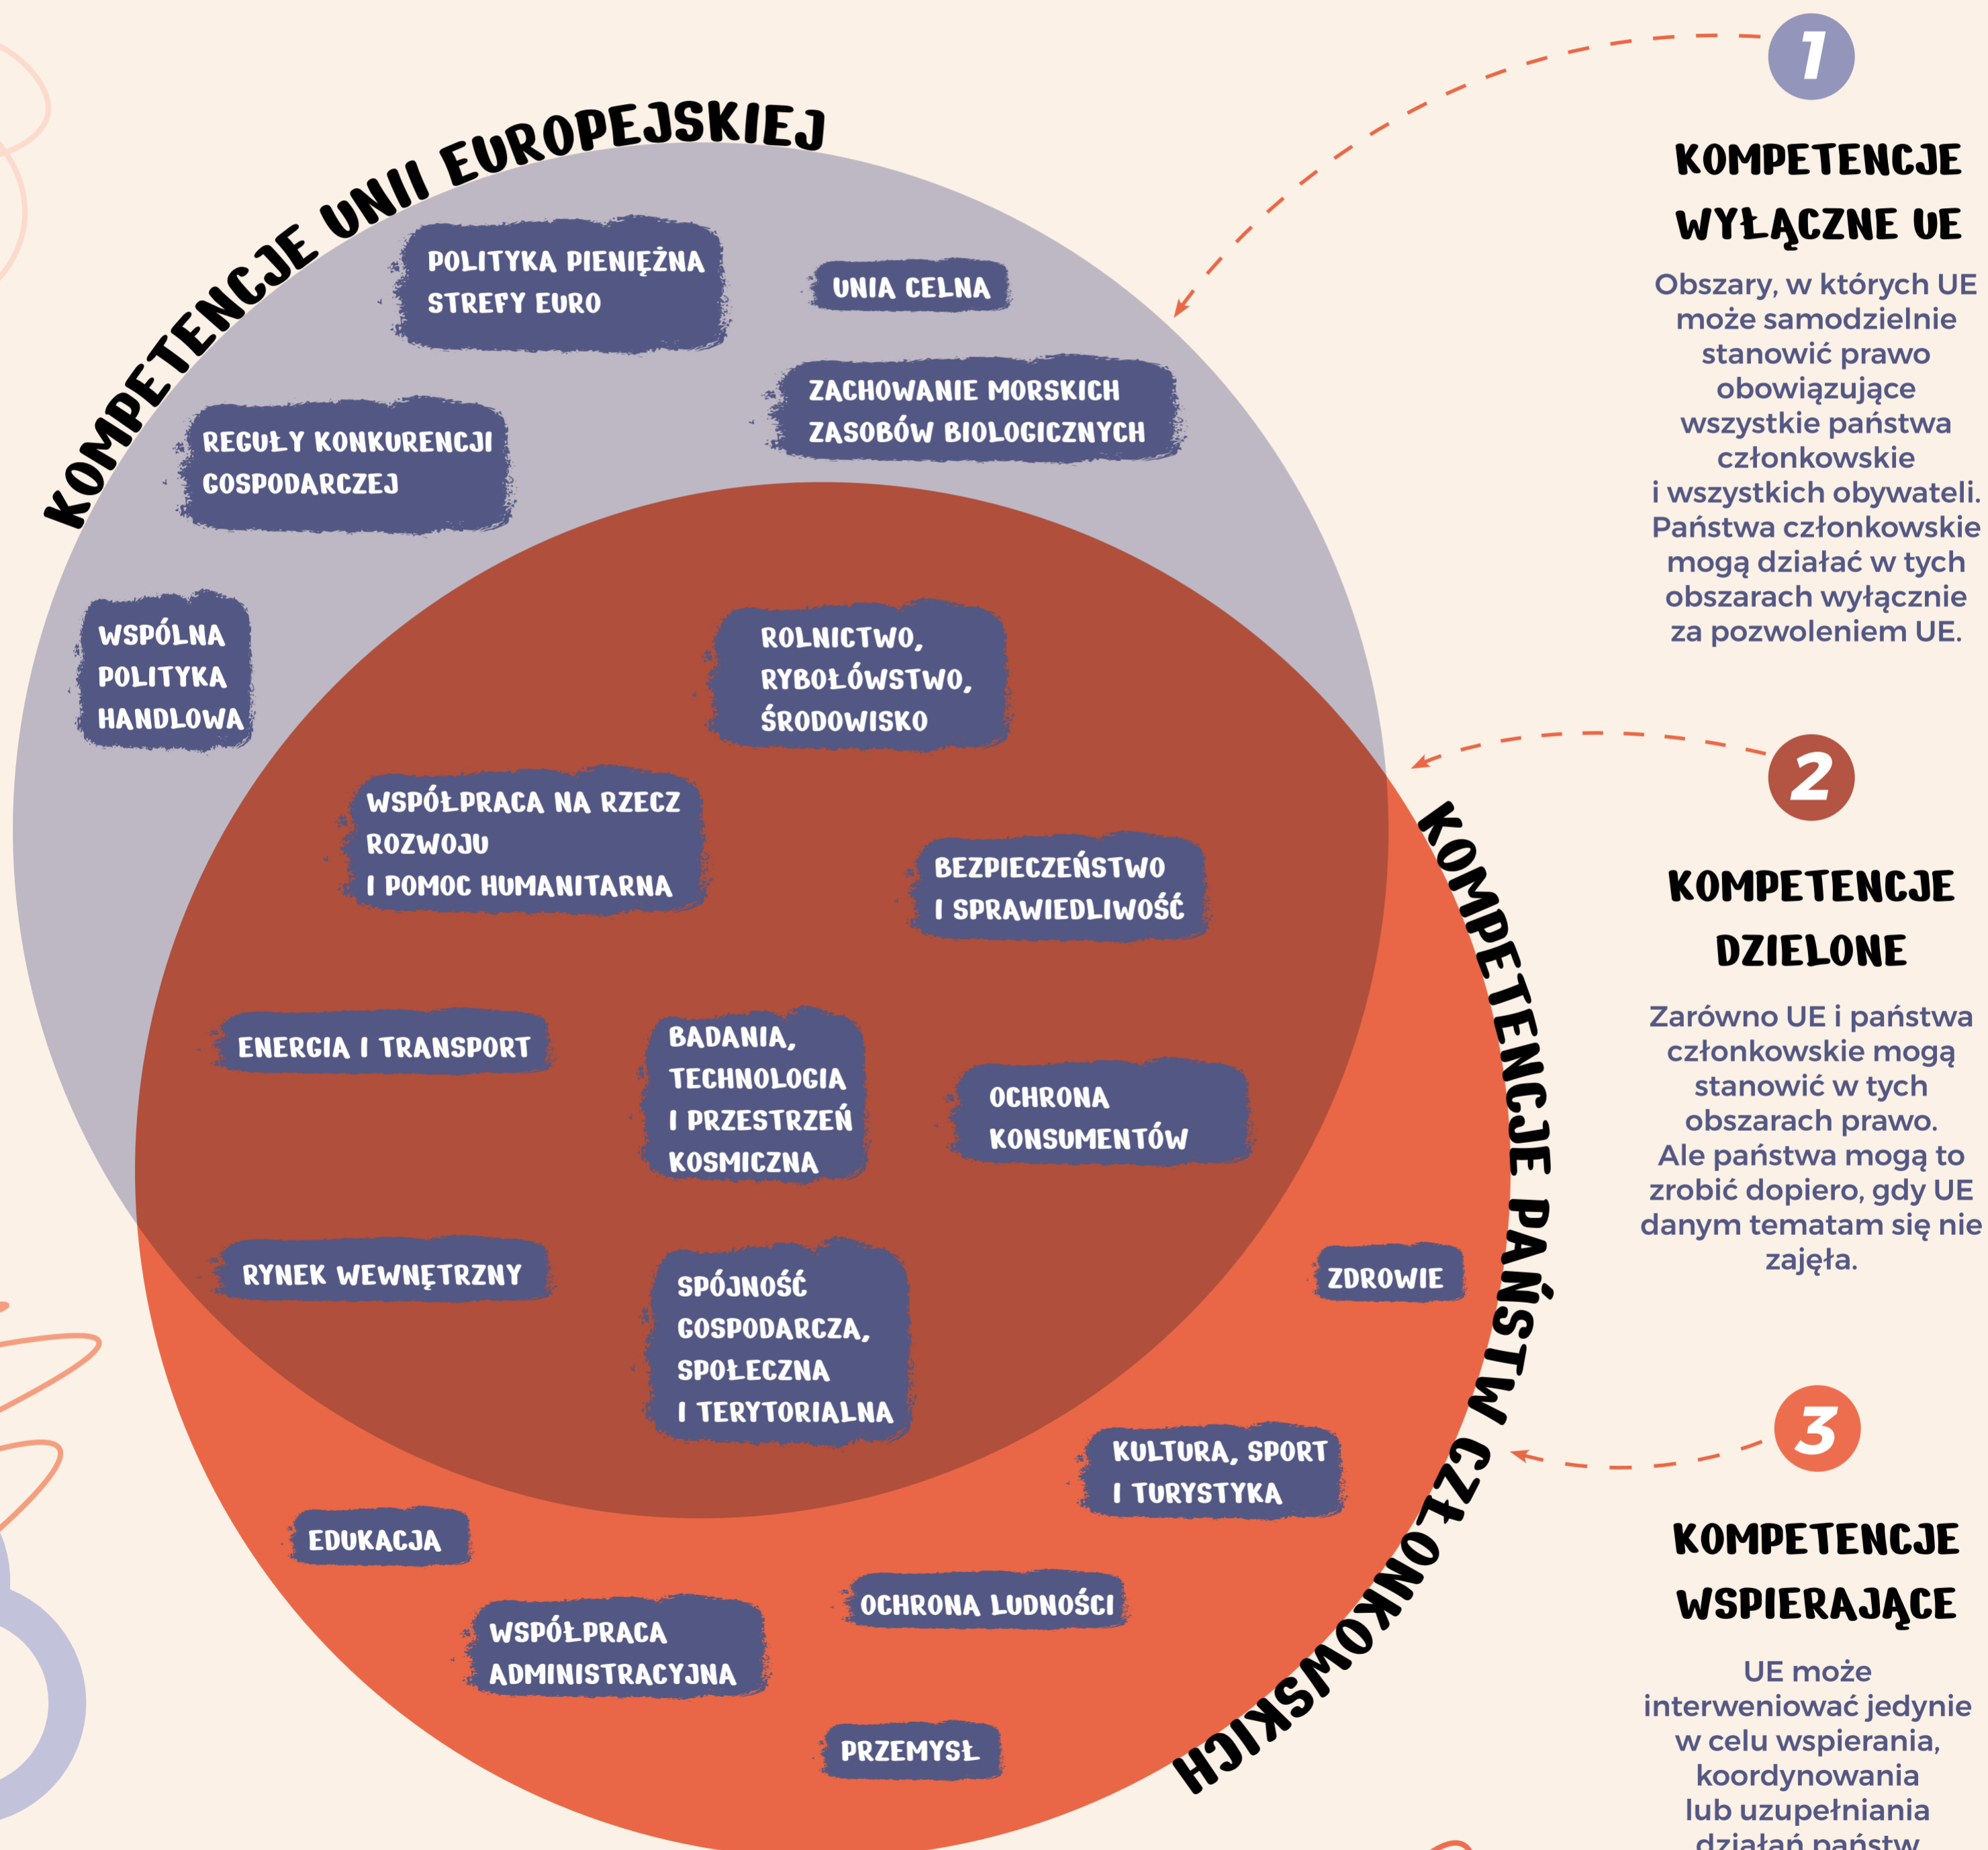 KOMPETENCJE UNII EUROPEJSKIEJ
POLITYKA PIENIĘŻNA
STREFY EURO
UNIA CELNA
ZACHOWANIE MORSKICH
ZASOBÓW BIOLOGICZNYCH
REGUŁY KONKURENCJI
GOSPODARCZEJ
WSPÓLNA
POLITYKA
HANDLOWA
ROLNICTWO,
RYBOŁÓWSTWO,
ŚRODOWISKO
WSPÓŁPRACA NA RZECZ
ROZWOJU
I POMOC HUMANITARNA
BEZPIECZEŃSTWO
I SPRAWIEDLIWOŚĆ
ENERGIA I TRANSPORT
BADANIA,
TECHNOLOGIA
I PRZESTRZEŃ
KOSMICZNA
OCHRONA
KONSUMENTÓW
RYNEK WEWNĘTRZNY
SPÓJNOŚĆ
GOSPODARCZA,
SPOŁECZNA
I TERYTORIALNA
KOMPETENCJE PAŃSTW CZŁONKOWSKICH
ZDROWIE
KULTURA, SPORT
I TURYSTYKA
EDUKACJA
OCHRONA LUDNOŚCI
WSPÓŁPRACA
ADMINISTRACYJNA
PRZEMYSŁ
1
KOMPETENCJE
WYŁĄCZNE UE
Obszary, w których UE
może samodzielnie
stanowić prawo
obowiązujące
wszystkie państwa
członkowskie
i wszystkich obywateli.
Państwa członkowskie
mogą działać w tych
obszarach wyłącznie
za pozwoleniem UE.
2
KOMPETENCJE
DZIELONE
Zarówno UE i państwa
członkowskie mogą
stanowić w tych
obszarach prawo.
Ale państwa mogą to
zrobić dopiero, gdy UE
danym tematam się nie
zajęła.
3
KOMPETENCJE
WSPIERAJĄCE
UE może
interweniować jedynie
w celu wspierania,
koordynowania
lub uzupełniania
działań państw